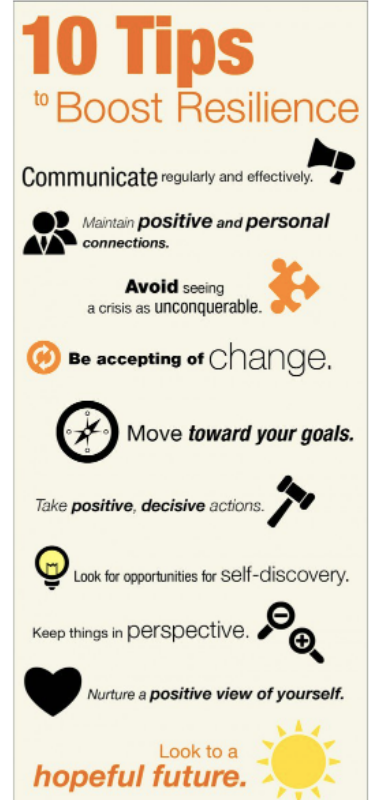 10 Tips
to Boost Resilience
Communicate regularly and effectively.
Maintain positive and personal
connections.
Avoid seeing
a crisis as unconquerable.
Be accepting of change.
Move toward your goals.
Take positive, decisive actions.
Look for opportunities for self-discovery.
Keep things in perspective.
Nurture a positive view of yourself.
Look to a
hopeful future.